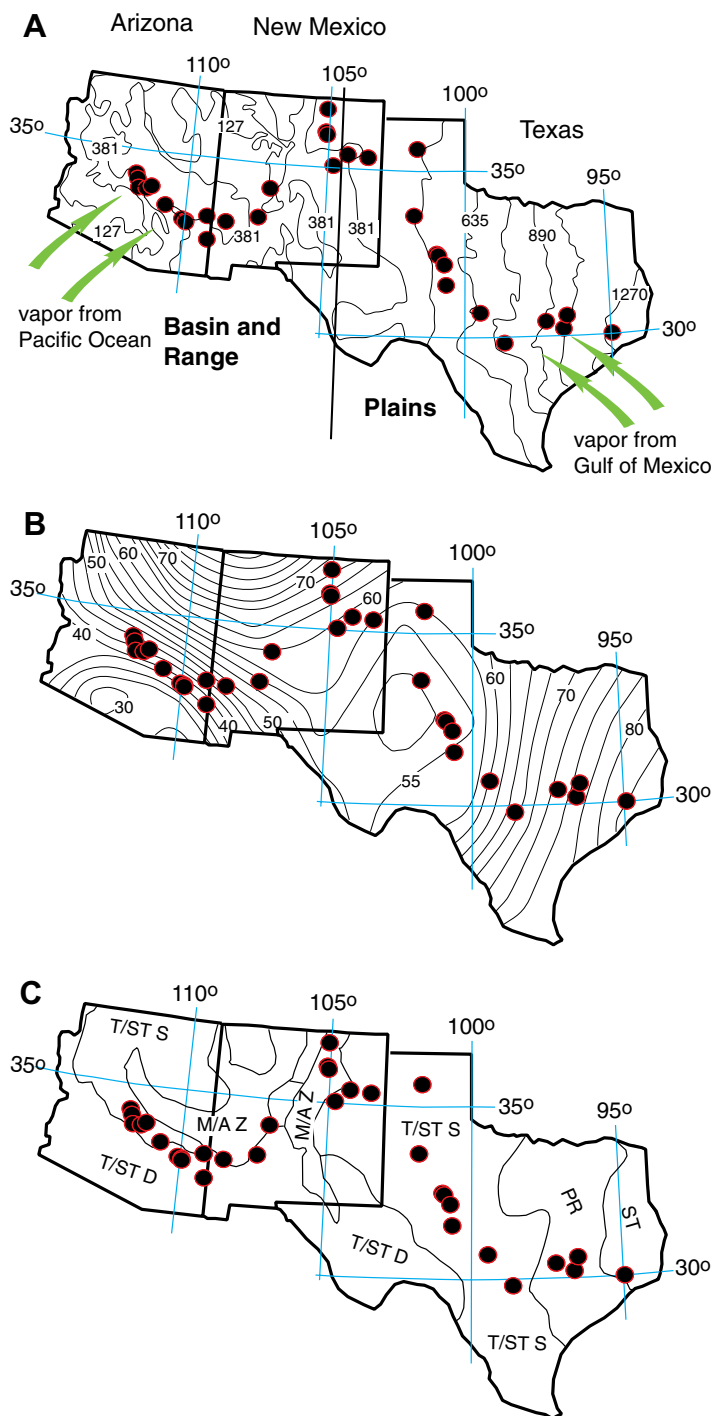 A
Arizona
New Mexico
110o
105o
100o
Texas
95o
35o
127
381
35o
381
127
381
381
381
635
890
1270
30o
vapor from
Pacific Ocean
Basin and
Range
Plains
vapor from
Gulf of Mexico
B
110o
105o
100o
95o
50
60
70
70
60
35o
35o
40
30
40
50
60
70
80
55
30o
C
110o
105o
100o
95o
T/ST S
35o
35o
M/A Z
M/A Z
T/ST S
T/ST D
PR
ST
T/ST D
30o
T/ST S